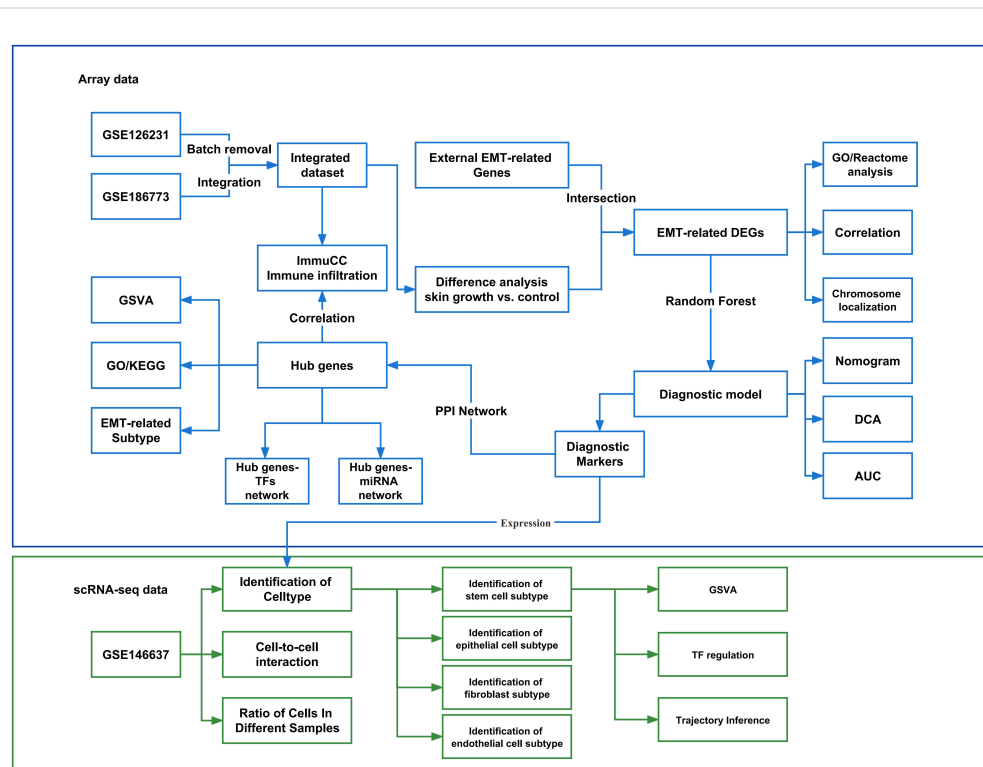 Array data
GSE126231
Batch removal
Integration
GSE186773
Integrated
dataset
External EMT-related
Genes
Intersection
EMT-related DEGs
GO/Reactome
analysis
Correlation
Chromosome
localization
ImmuCC
Immune infiltration
Difference analysis
skin growth vs. control
Random Forest
GSVA
Correlation
GO/KEGG
Hub genes
EMT-related
Subtype
PPI Network
Diagnostic model
Nomogram
DCA
AUC
Diagnostic
Markers
Hub genes-
TFs
network
Hub genes-
miRNA
network
Expression
scRNA-seq data
GSE146637
Identification of
Celltype
Cell-to-cell
interaction
Ratio of Cells In
Different Samples
Identification of
stem cell subtype
Identification of
epithelial cell subtype
Identification of
fibroblast subtype
Identification of
endothelial cell subtype
GSVA
TF regulation
Trajectory Inference